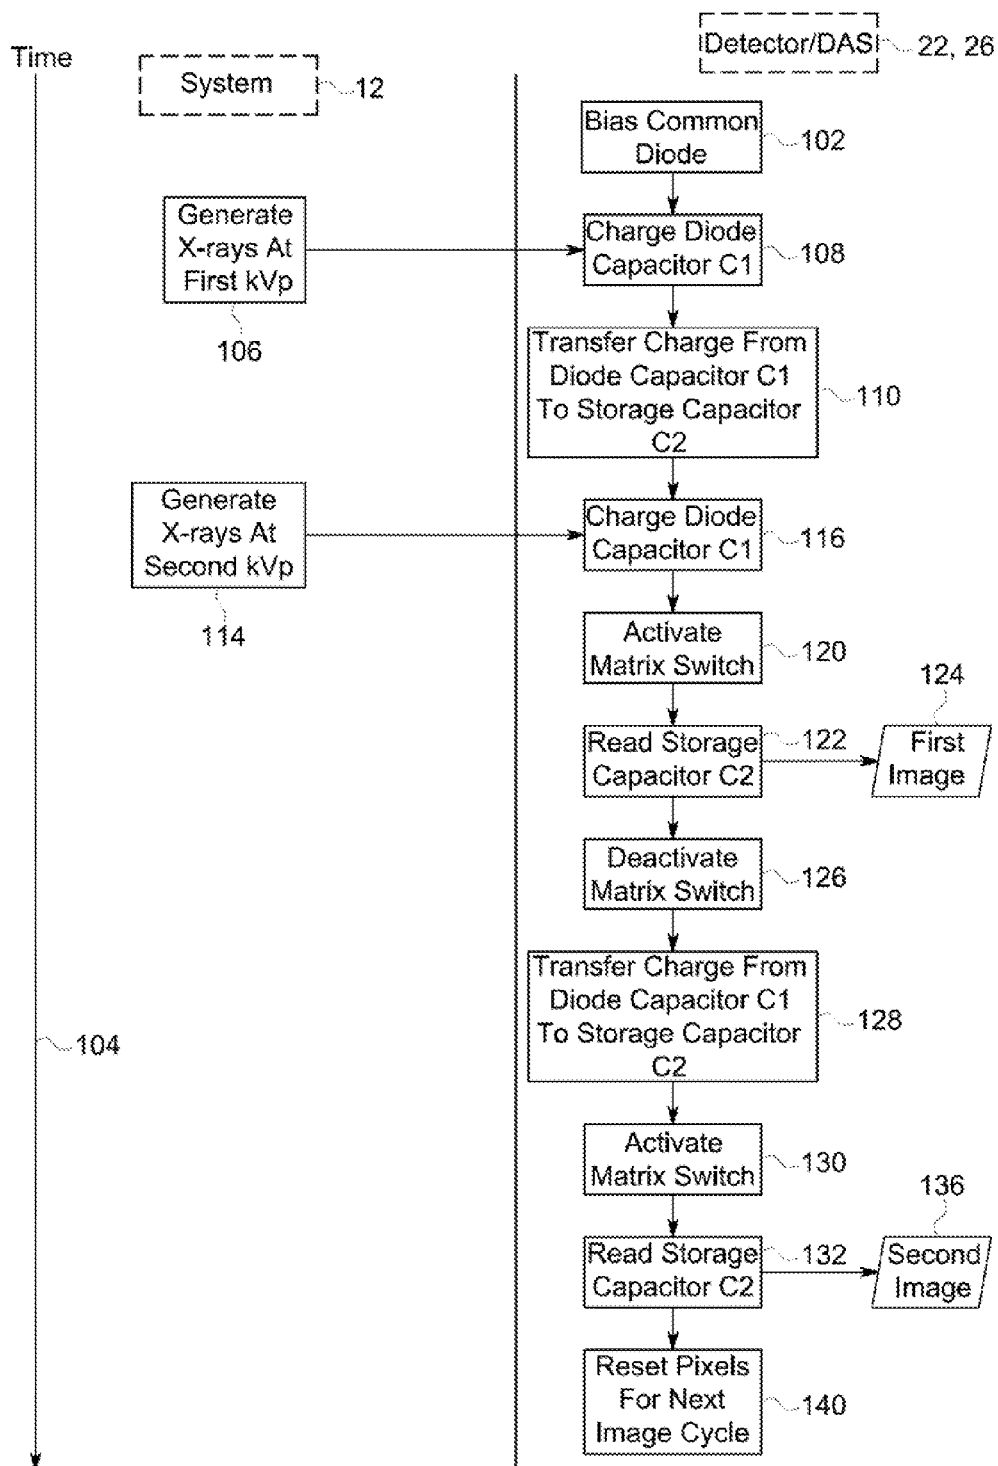 Time
Detector/DAS
22, 26
System
12
Bias Common
Diode
102
Generate
X-rays At
First kVp
106
Charge Diode
Capacitor C1
108
Transfer Charge From
Diode Capacitor C1
To Storage Capacitor
C2
110
Generate
X-rays At
Second kVp
114
Charge Diode
Capacitor C1
116
Activate
Matrix Switch
120
Read Storage
Capacitor C2
122
124
First
Image
Deactivate
Matrix Switch
126
Transfer Charge From
Diode Capacitor C1
To Storage Capacitor
C2
128
104
Activate
Matrix Switch
130
Read Storage
Capacitor C2
132
136
Second
Image
Reset Pixels
For Next
Image Cycle
140